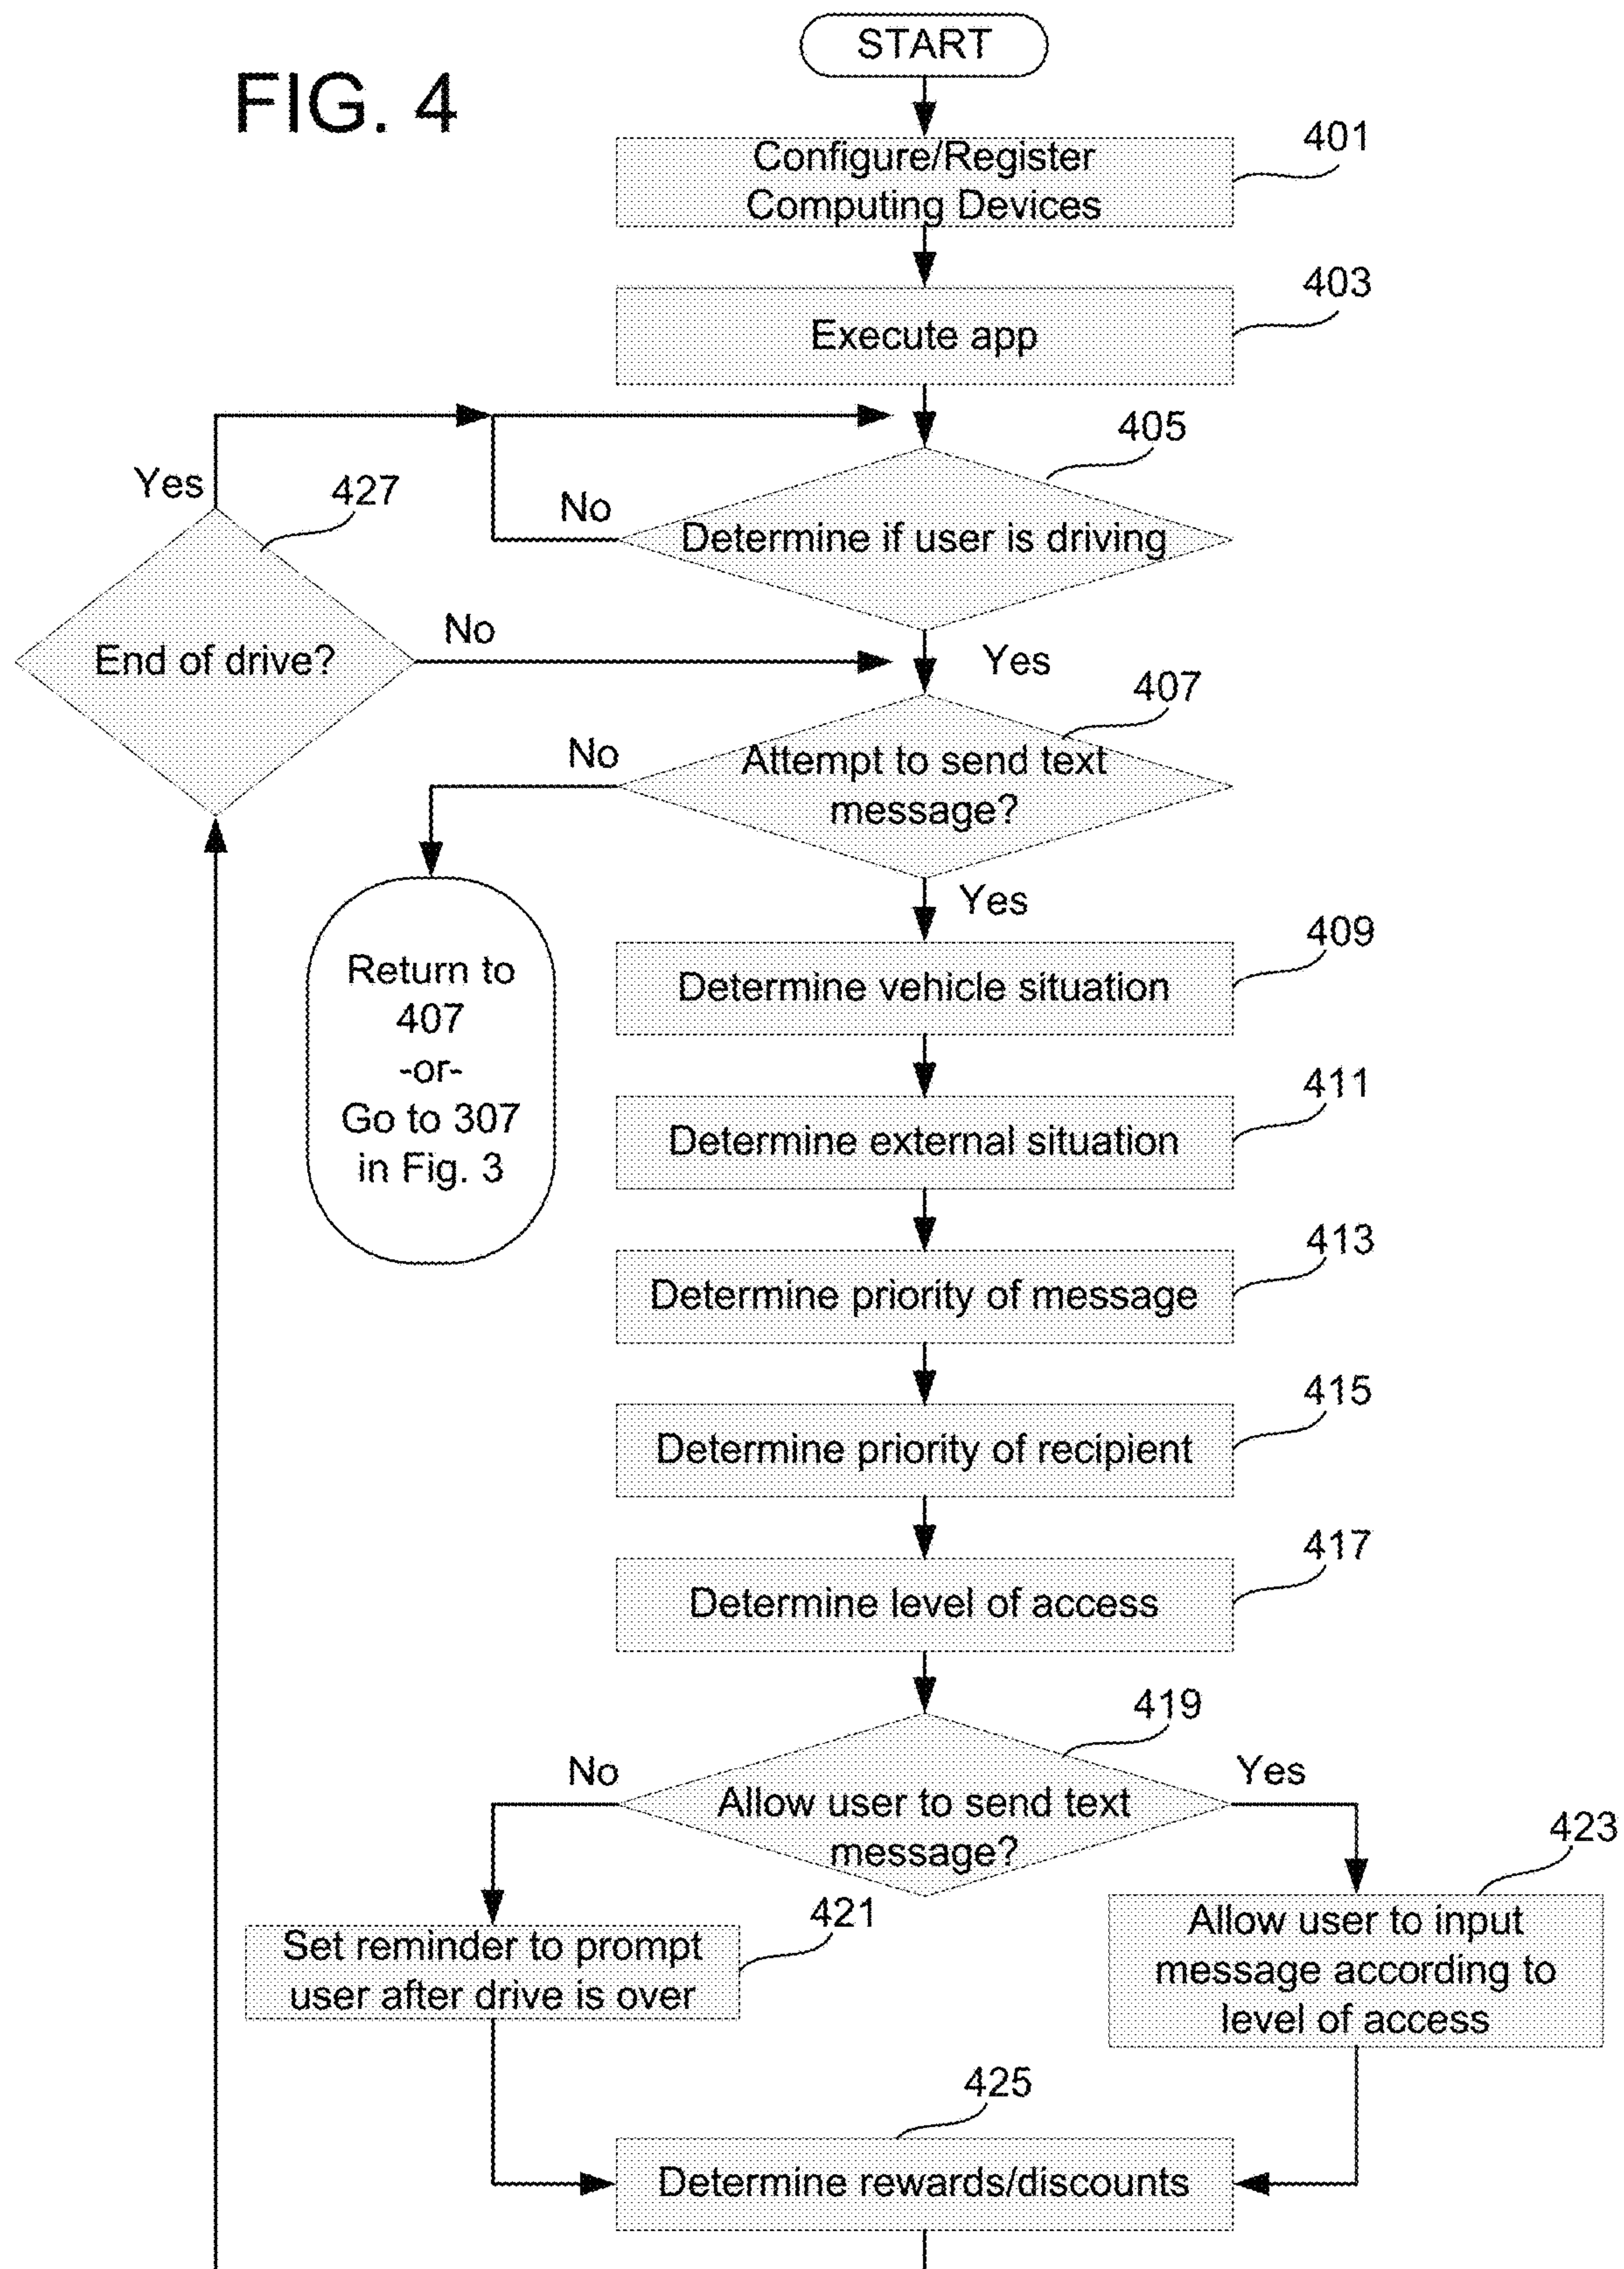 START
FIG. 4
Configure/Register
Computing Devices
401
Execute app
403
Determine if user is driving
405
No
Yes
End of drive?
427
Yes
No
Attempt to send text
message?
407
No
Yes
Return to
407
-or-
Go to 307
in Fig. 3
Determine vehicle situation
409
Determine external situation
411
Determine priority of message
413
Determine priority of recipient
415
Determine level of access
417
Allow user to send text
message?
419
No
Yes
Set reminder to prompt
user after drive is over
421
Allow user to input
message according to
level of access
423
Determine rewards/discounts
425